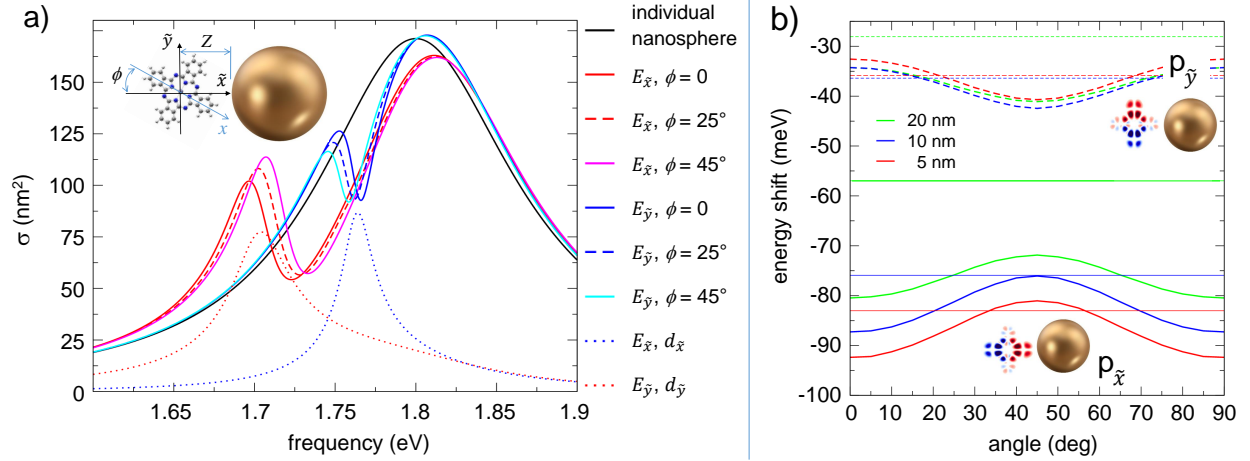 a)
ỹ
Z
ϕ
x̃
x
σ (nm²)
175
150
125
100
75
50
25
0
1.65
1.7
1.75
1.8
1.85
1.9
frequency (eV)
individual
nanosphere
E_x̃, ϕ = 0
E_x̃, ϕ = 25°
E_x̃, ϕ = 45°
E_ỹ, ϕ = 0
E_ỹ, ϕ = 25°
E_ỹ, ϕ = 45°
E_x̃, d_x̃
E_ỹ, d_ỹ
b)
energy shift (meV)
-30
-40
-50
-60
-70
-80
-90
-100
p_ỹ
20 nm
10 nm
5 nm
p_x̃
0
10
20
30
40
50
60
70
80
90
angle (deg)